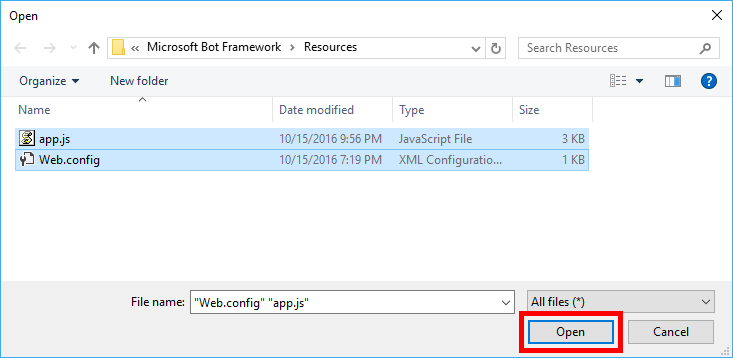 Open
« Microsoft Bot Framework > Resources
Search Resources
Organize New folder ?
Name Date modified Type Size
app.js 10/15/2016 9:56 PM JavaScript File 3 KB
Web.config 10/15/2016 7:19 PM XML Configuratio... 1 KB
File name: "Web.config" "app.js" All files (*)
Open Cancel